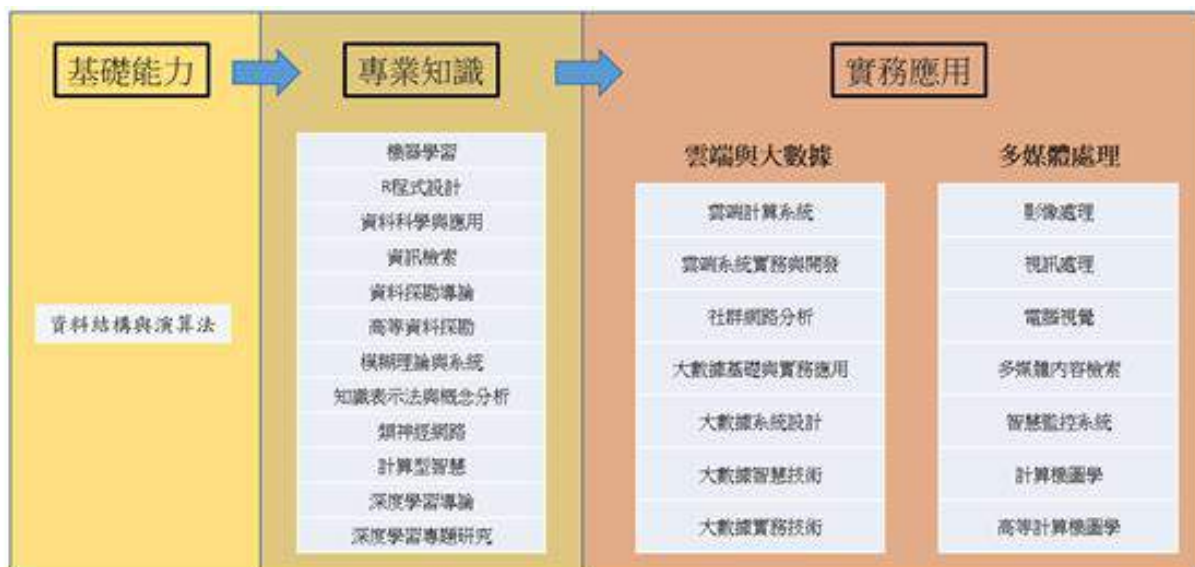 基礎能力
資料結構與演算法
專業知識
機器學習
R程式設計
資料科學與應用
資訊檢索
資料探勘導論
高等資料探勘
模糊理論與系統
知識表示法與概念分析
類神經網路
計算型智慧
深度學習導論
深度學習專題研究
實務應用
雲端與大數據
雲端計算系統
雲端系統實務與開發
社群網路分析
大數據基礎與實務應用
大數據系統設計
大數據智慧技術
大數據實務技術
多媒體處理
影像處理
視訊處理
電腦視覺
多媒體內容檢索
智慧監控系統
計算機圖學
高等計算機圖學